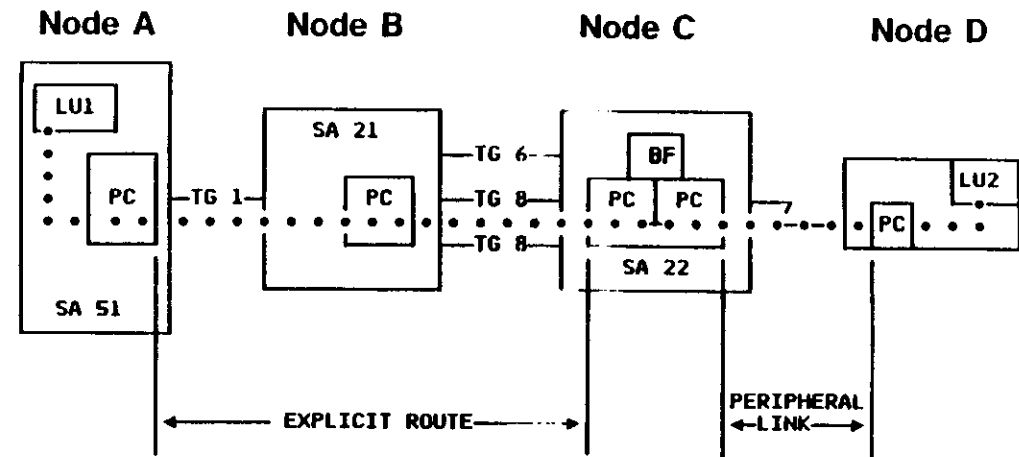 Node A
Node B
Node C
Node D
LU1
SA 21
BF
TG 6
LU2
PC
TG 1
PC
TG 8
PC
PC
PC
TG 8
SA 22
SA 51
PERIPHERAL
EXPLICIT ROUTE
LINK